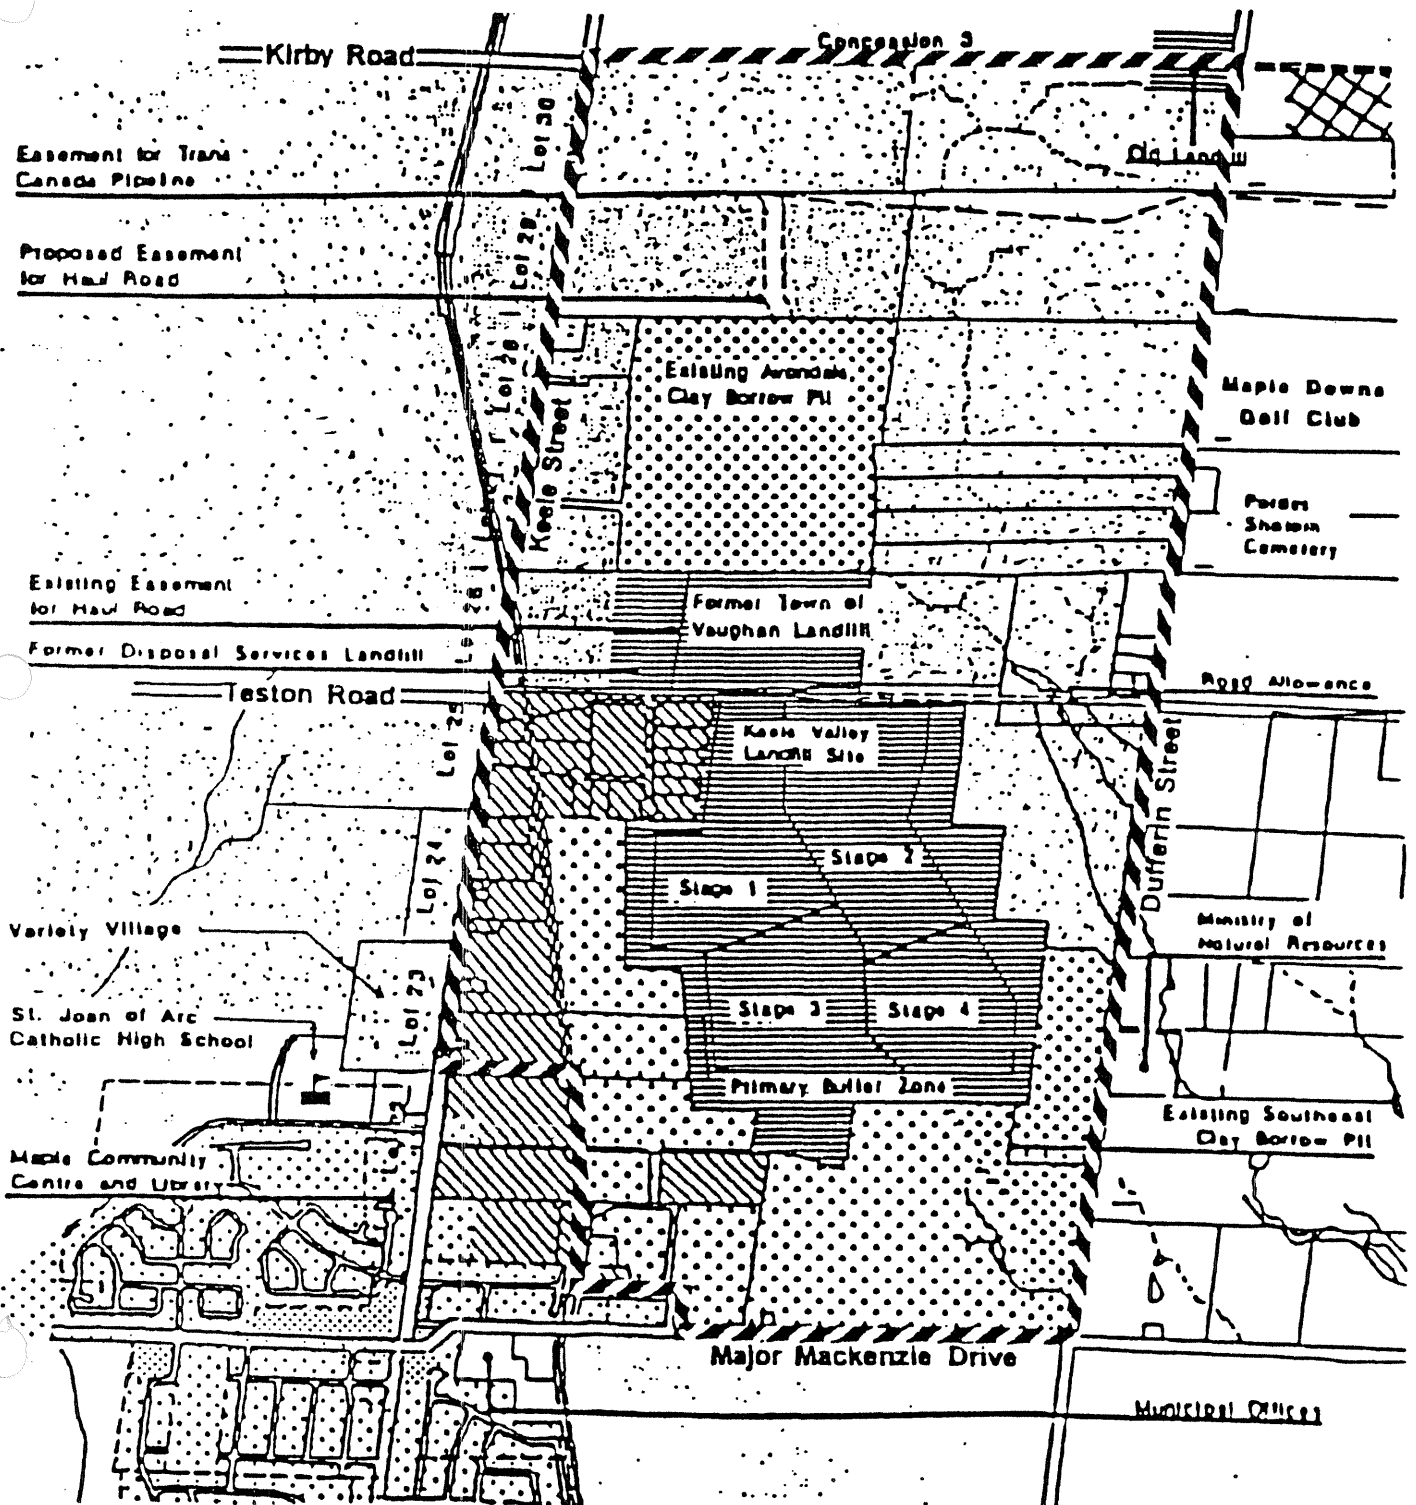 Concession 3
Kirby Road
Lot 30
Easement for Trans
Canada Pipeline
Old Landfill
Lot 29
Proposed Easement
for Haul Road
Lot 28
Existing Avondale
Clay Borrow Pit
Keele Street
Maple Downs
Golf Club
Pardes
Shalom
Cemetery
Existing Easement
for Haul Road
Former Town of
Vaughan Landfill
Former Disposal Services Landfill
Teston Road
Road Allowance
Lot 25
Keele Valley
Landfill Site
Dufferin Street
Lot 24
Stage 2
Stage 1
Variety Village
Ministry of
Natural Resources
Lot 23
St. Joan of Arc
Catholic High School
Stage 3
Stage 4
Primary Buffer Zone
Existing Southeast
Clay Borrow Pit
Maple Community
Centre and Library
Major Mackenzie Drive
Municipal Offices